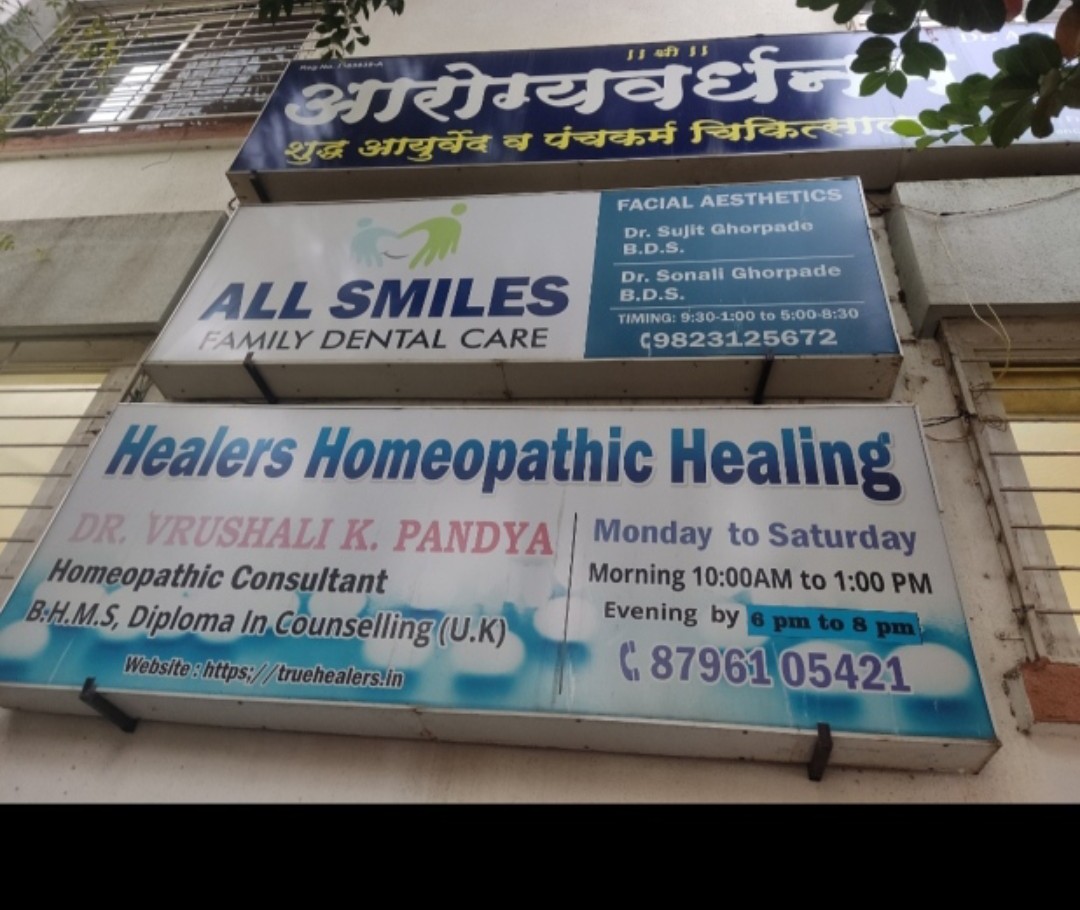 || श्री ||
आरोग्यवर्धन
शुद्ध आयुर्वेद व पंचकर्म
ALL SMILES
FAMILY DENTAL CARE
FACIAL AESTHETICS
Dr. Sujit Ghorpade
B.D.S.
Dr. Sonali Ghorpade
B.D.S.
TIMING: 9:30-1:00 to 5:00-8:30
9823125672
Healers Homeopathic Healing
DR. VRUSHALI K. PANDYA
Homeopathic Consultant
B.H.M.S, Diploma In Counselling (U.K)
Website : https;//truehealers.in
Monday to Saturday
Morning 10:00AM to 1:00 PM
Evening by 6 pm to 8 pm
87961 05421